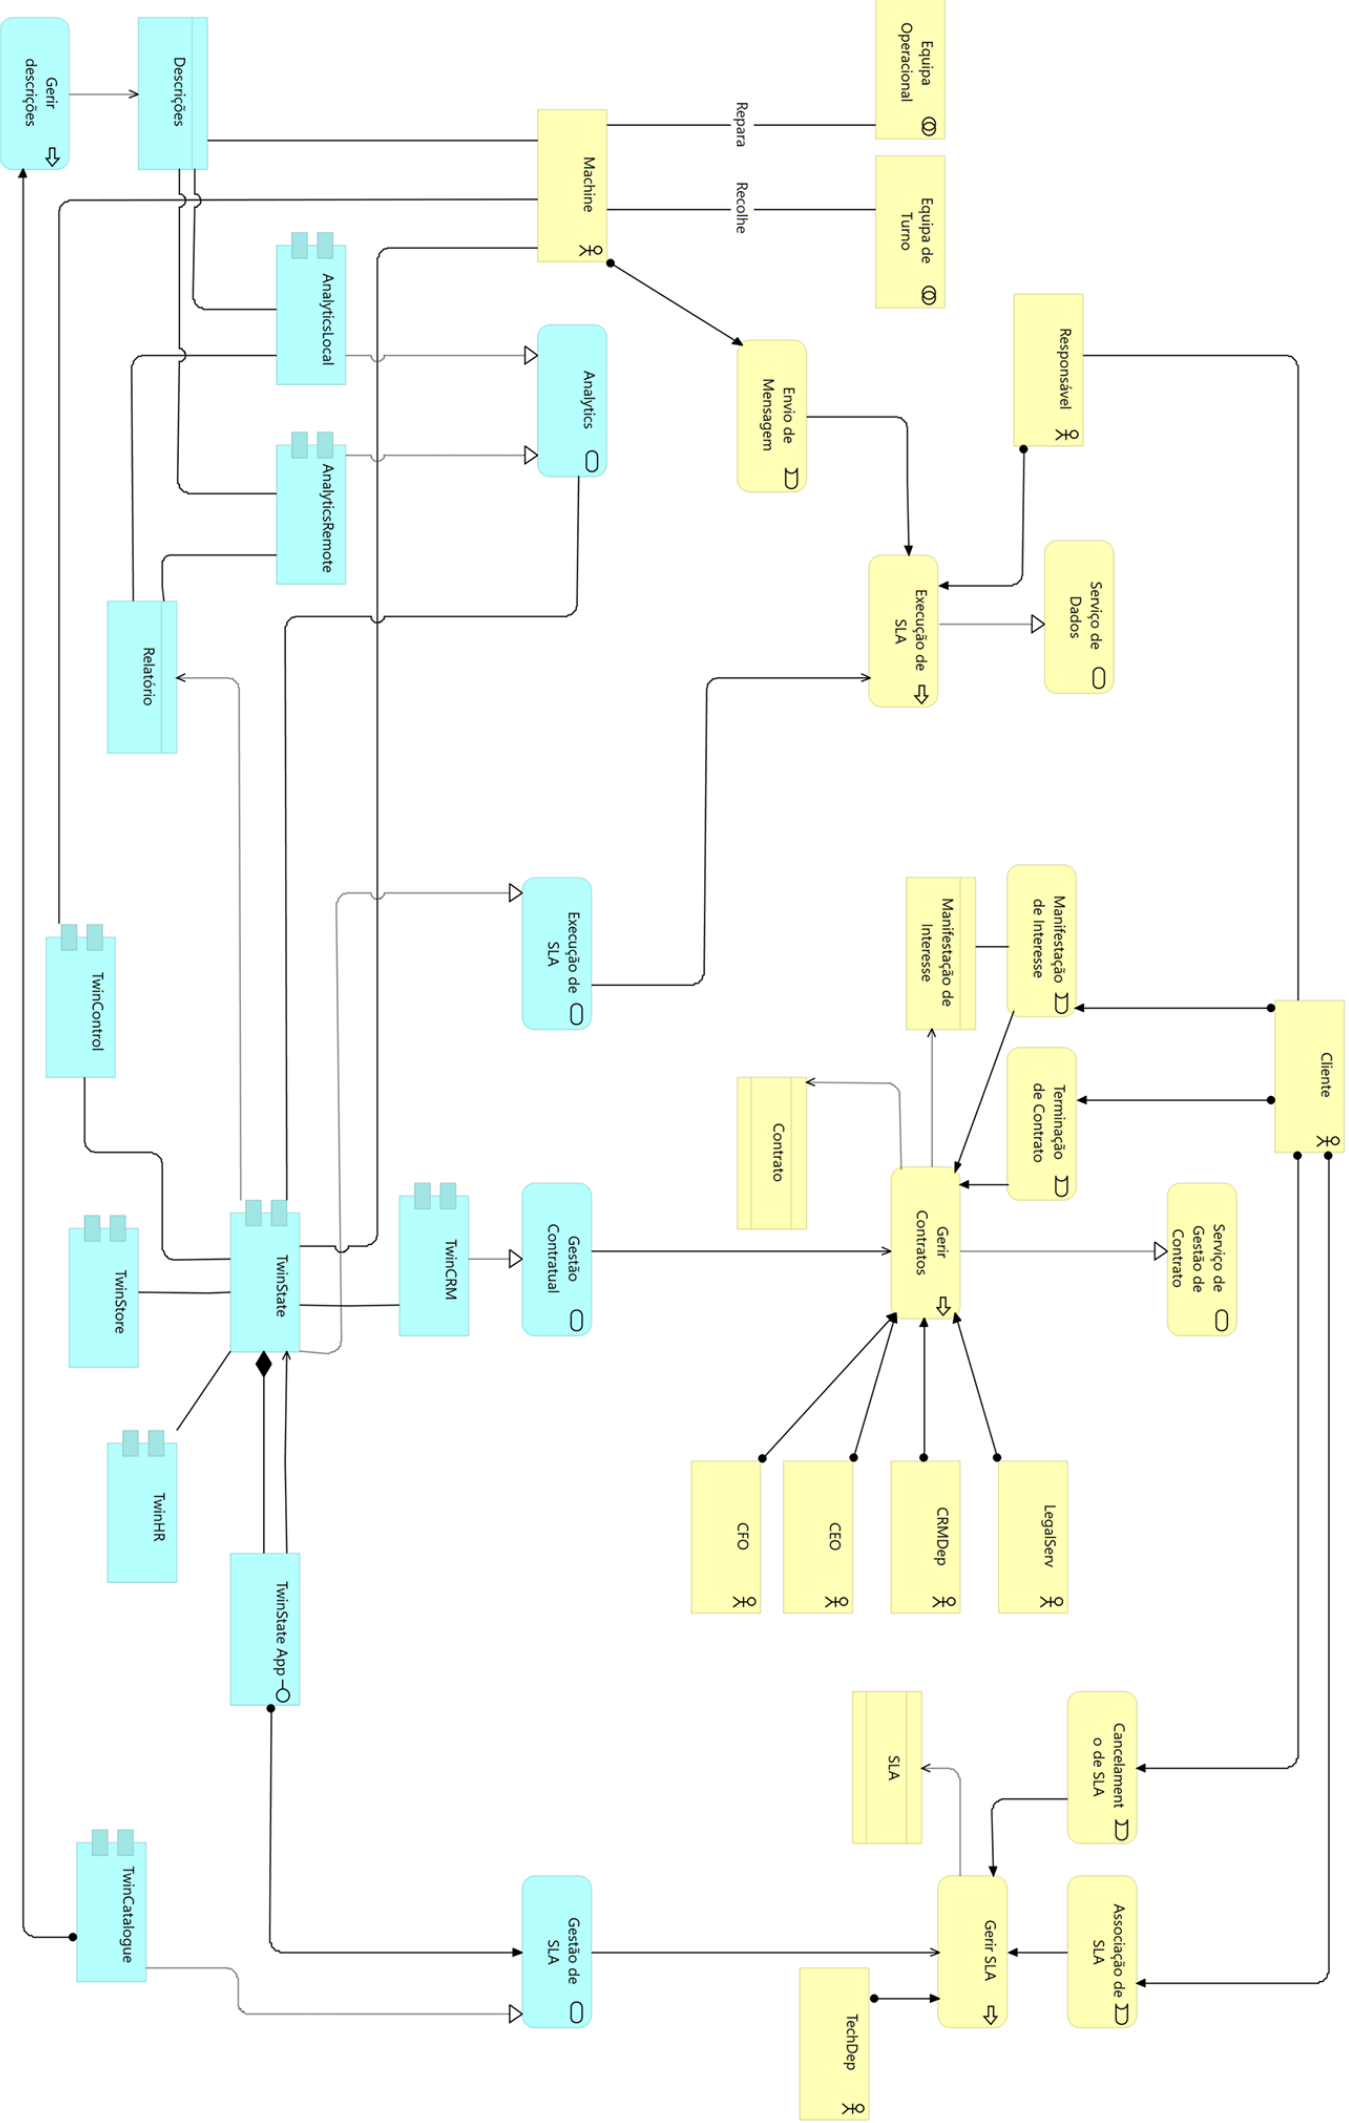 Cliente
Serviço de
Gestão de
Contrato
Responsável
Serviço de
Dados
Manifestação
de Interesse
Terminação
de Contrato
Cancelament
o de SLA
Associação de
SLA
Equipa
Operacional
Equipa de
Turno
Execução de
SLA
Manifestação de
Interesse
Gerir
Contratos
LegalServ
CRMDep
CEO
CFO
SLA
Gerir SLA
TechDep
Repara
Recolhe
Envio de
Mensagem
Contrato
Machine
Analytics
Execução de
SLA
Gestão
Contratual
Gestão de
SLA
AnalyticsLocal
AnalyticsRemote
TwinCRM
TwinState
TwinState App
Descrições
Relatório
TwinControl
TwinStore
TwinHR
TwinCatalogue
Gerir
descrições